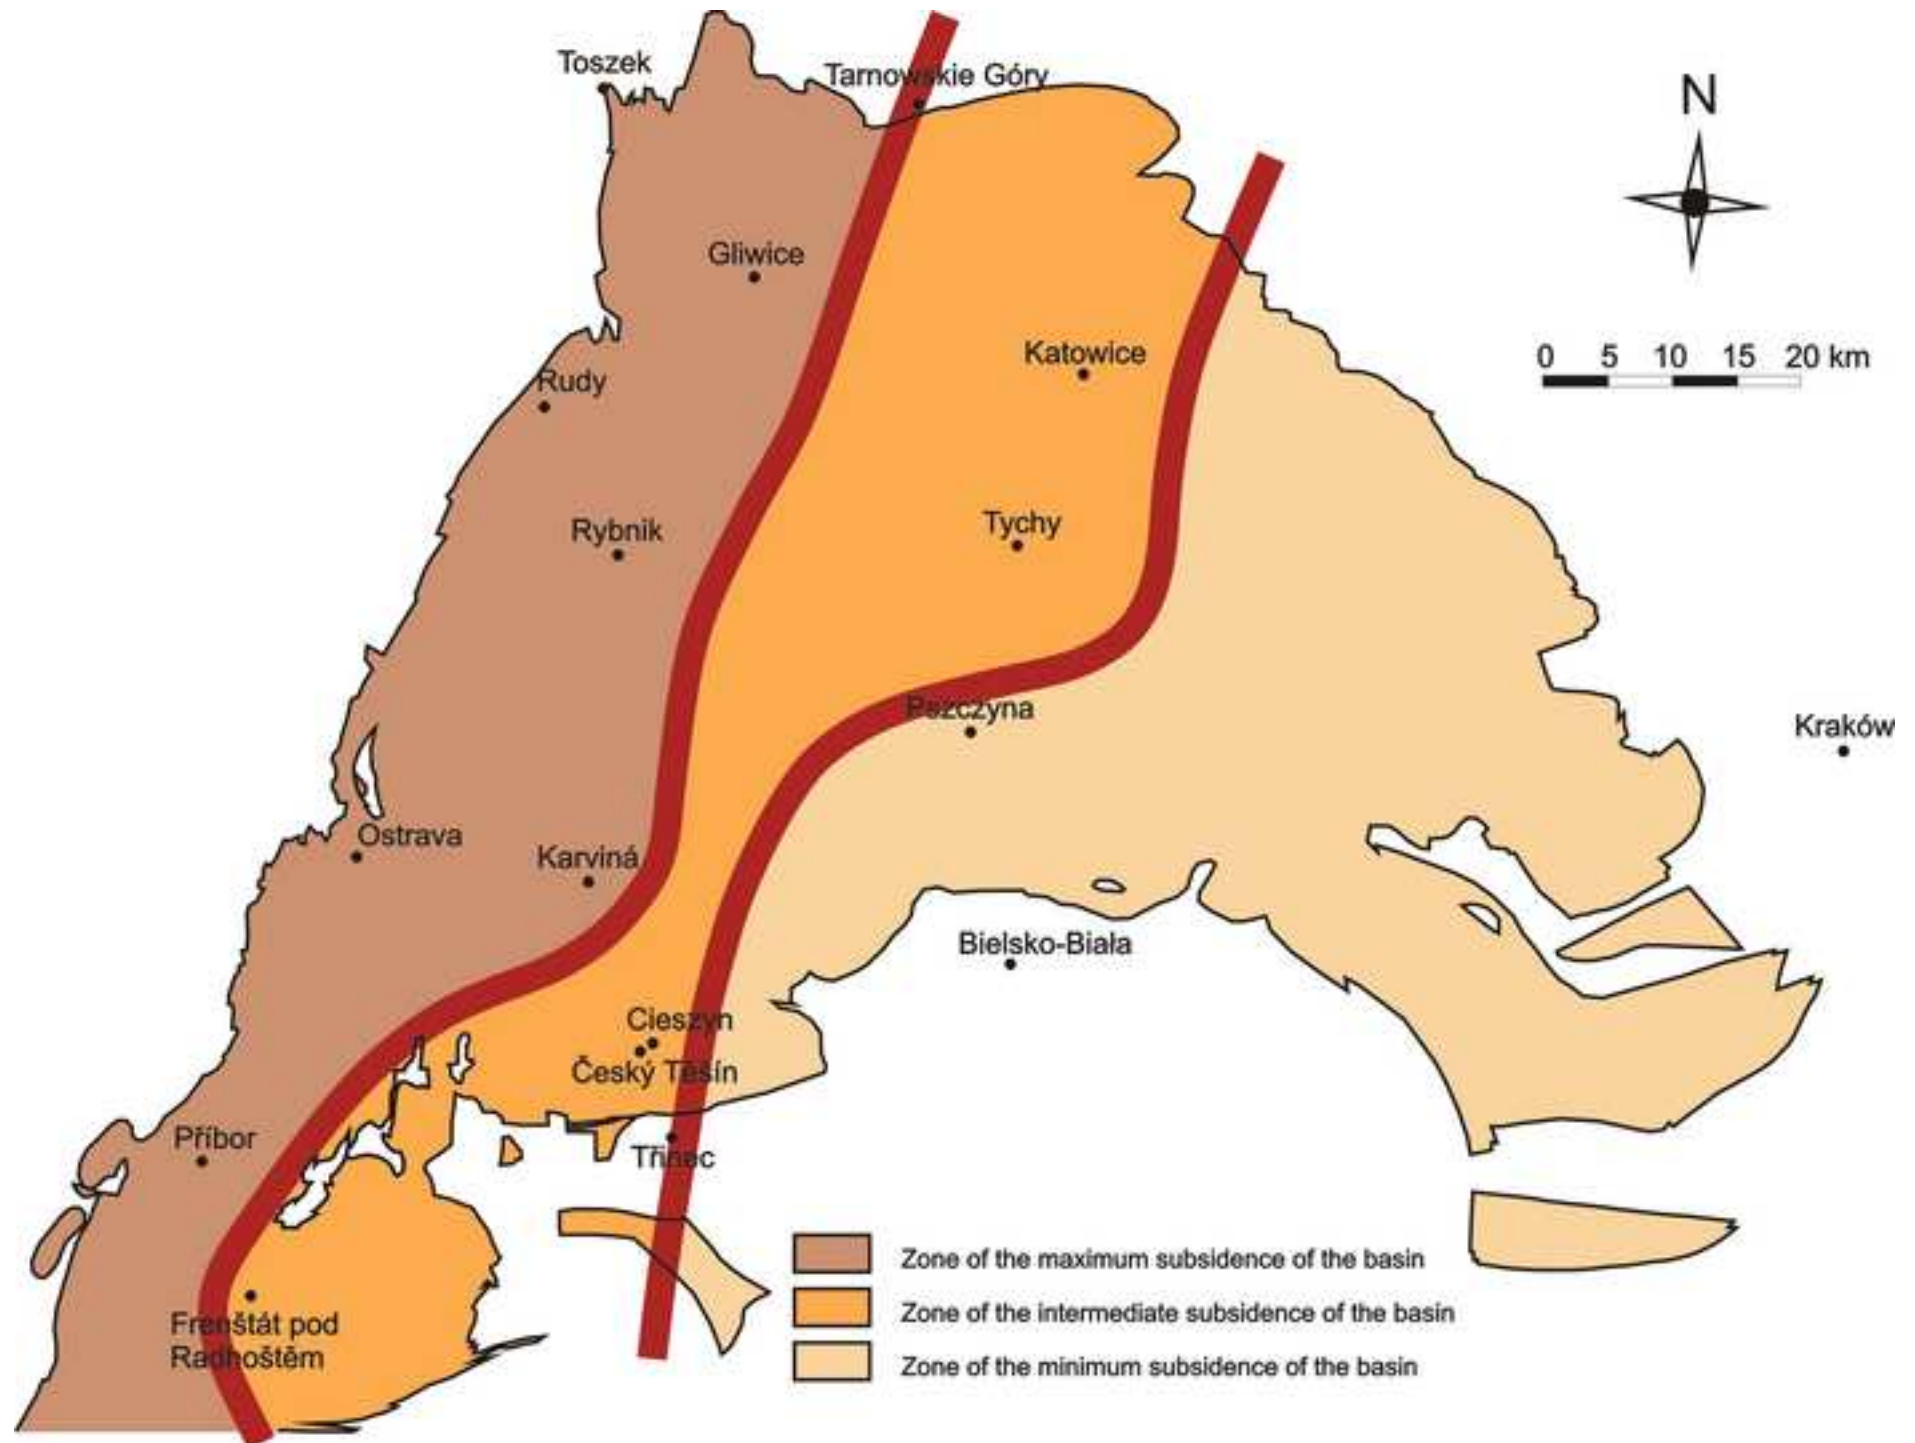 Toszek
Tarnowskie Góry
N
Gliwice
Katowice
0 5 10 15 20 km
Rudy
Tychy
Rybnik
Pszczyna
Kraków
Ostrava
Karviná
Bielsko-Biała
Cieszyn
Český Těšín
Příbor
Třinec
Frenštát pod
Radhoštěm
Zone of the maximum subsidence of the basin
Zone of the intermediate subsidence of the basin
Zone of the minimum subsidence of the basin